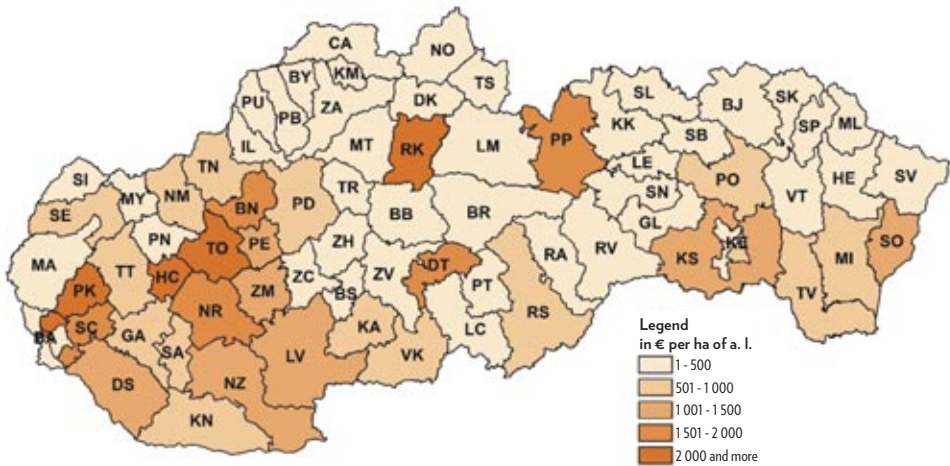 CA
NO
BY
KM
TS
PU
PB
ZA
DK
SL
BJ
SK
KK
SP
ML
IL
MT
RK
LM
PP
SB
TN
LE
SI
MY
NM
BN
PD
TR
SN
PO
VT
HE
SV
SE
BB
BR
GL
PN
TO
PE
ZH
RA
RV
KE
SO
MA
TT
HC
ZC
ZV
DT
KS
MI
PK
ZM
BS
PT
TV
NR
BA
SC
GA
SA
KA
RS
LV
VK
LC
DS
NZ
KN
Legend
in € per ha of a. l.
1 - 500
501 - 1 000
1 001 - 1 500
1 501 - 2 000
2 000 and more